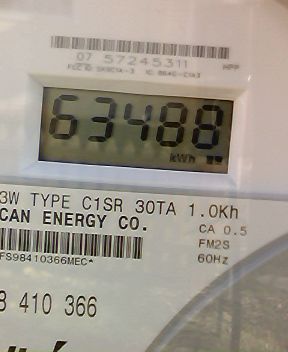 07 57245311 HPP
63488
kWh
3W TYPE C1SR 30TA 1.0Kh
CAN ENERGY CO. CA 0.5
FM2S
FS98410366MEC* 60Hz
8 410 366